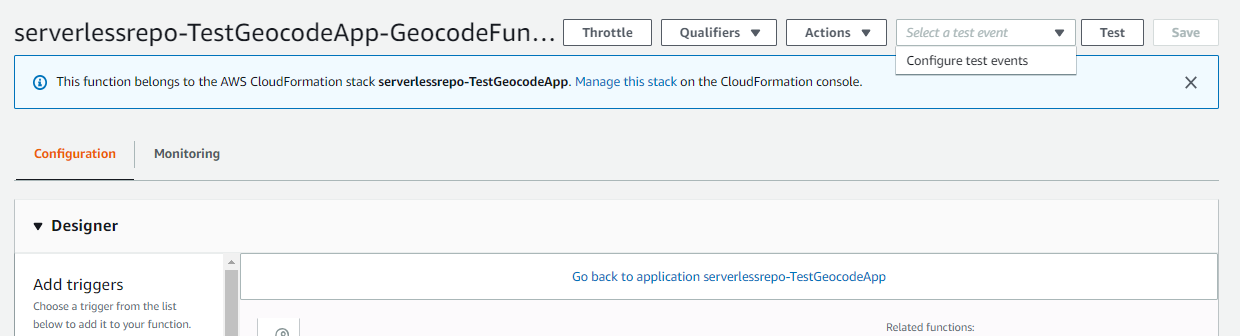 serverlessrepo-TestGeocodeApp-GeocodeFun... Throttle Qualifiers Actions Select a test event Test Save
Configure test events
This function belongs to the AWS CloudFormation stack serverlessrepo-TestGeocodeApp. Manage this stack on the CloudFormation console.
Configuration Monitoring
Designer
Add triggers
Choose a trigger from the list
below to add it to your function.
Go back to application serverlessrepo-TestGeocodeApp
Related functions: